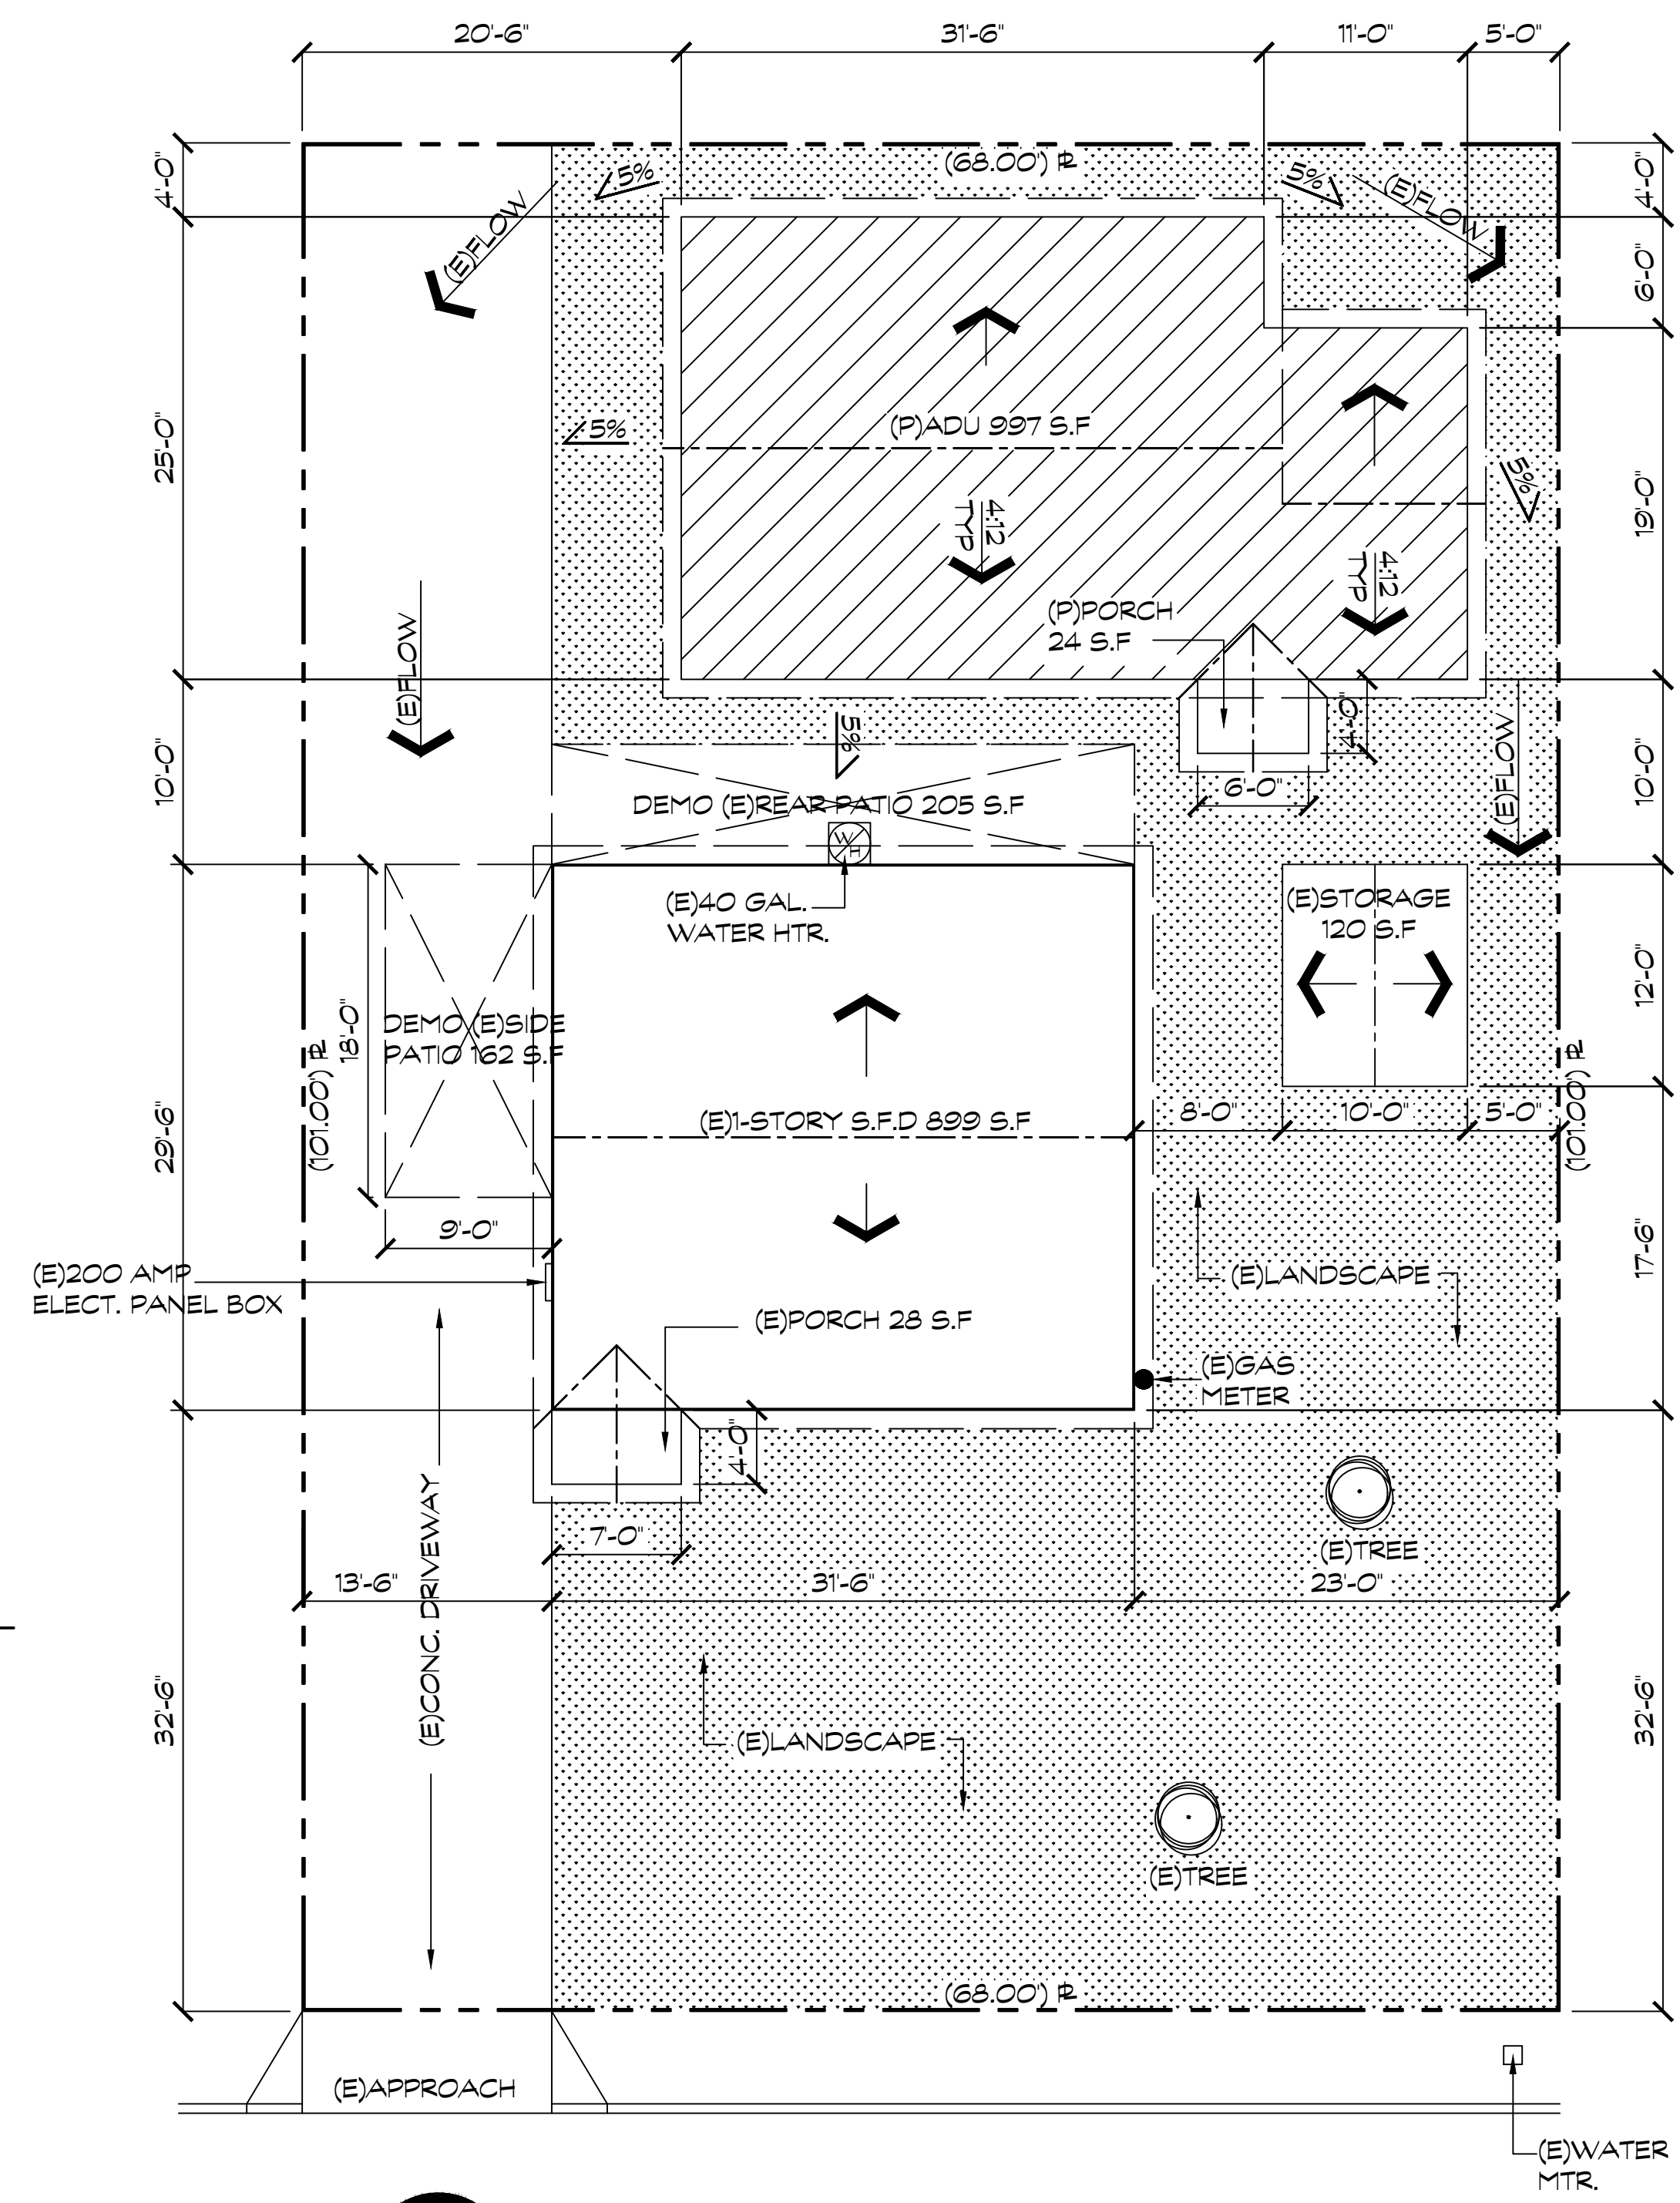 20'-6"
31'-6"
11'-0"
5'-0"
4'-0"
(68.00') PL
4'-0"
5%
5%
(E)FLOW
(E)FLOW
6'-0"
25'-0"
(P)ADU 997 S.F
5%
5%
19'-0"
4:12
TYP
4:12
TYP
(P)PORCH
24 S.F
(E)FLOW
4'-0"
(E)FLOW
10'-0"
5%
6'-0"
10'-0"
DEMO (E)REAR PATIO 205 S.F
WH
(E)40 GAL.
WATER HTR.
(E)STORAGE
120 S.F
12'-0"
18'-0"
DEMO (E)SIDE
PATIO 162 S.F
(101.00') PL
(101.00') PL
29'-6"
(E)1-STORY S.F.D 899 S.F
8'-0"
10'-0"
5'-0"
9'-0"
17'-6"
(E)200 AMP
ELECT. PANEL BOX
(E)LANDSCAPE
(E)PORCH 28 S.F
(E)GAS
METER
4'-0"
7'-0"
(E)TREE
13'-6"
31'-6"
23'-0"
(E)CONC. DRIVEWAY
32'-6"
32'-6"
(E)LANDSCAPE
(E)TREE
(68.00') PL
(E)APPROACH
(E)WATER
MTR.